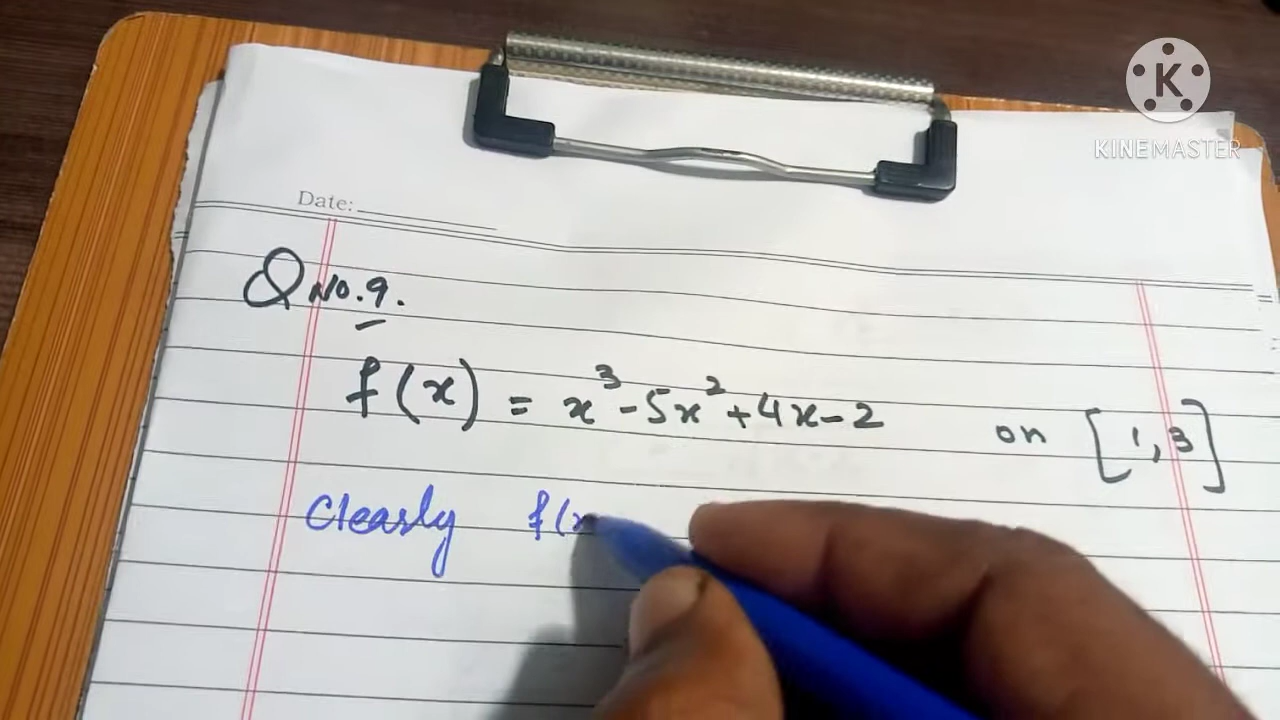 K
KINEMASTER
Date:
Q No.9.
f(x) = x³-5x²+4x-2 on [1,3]
Clearly f(x